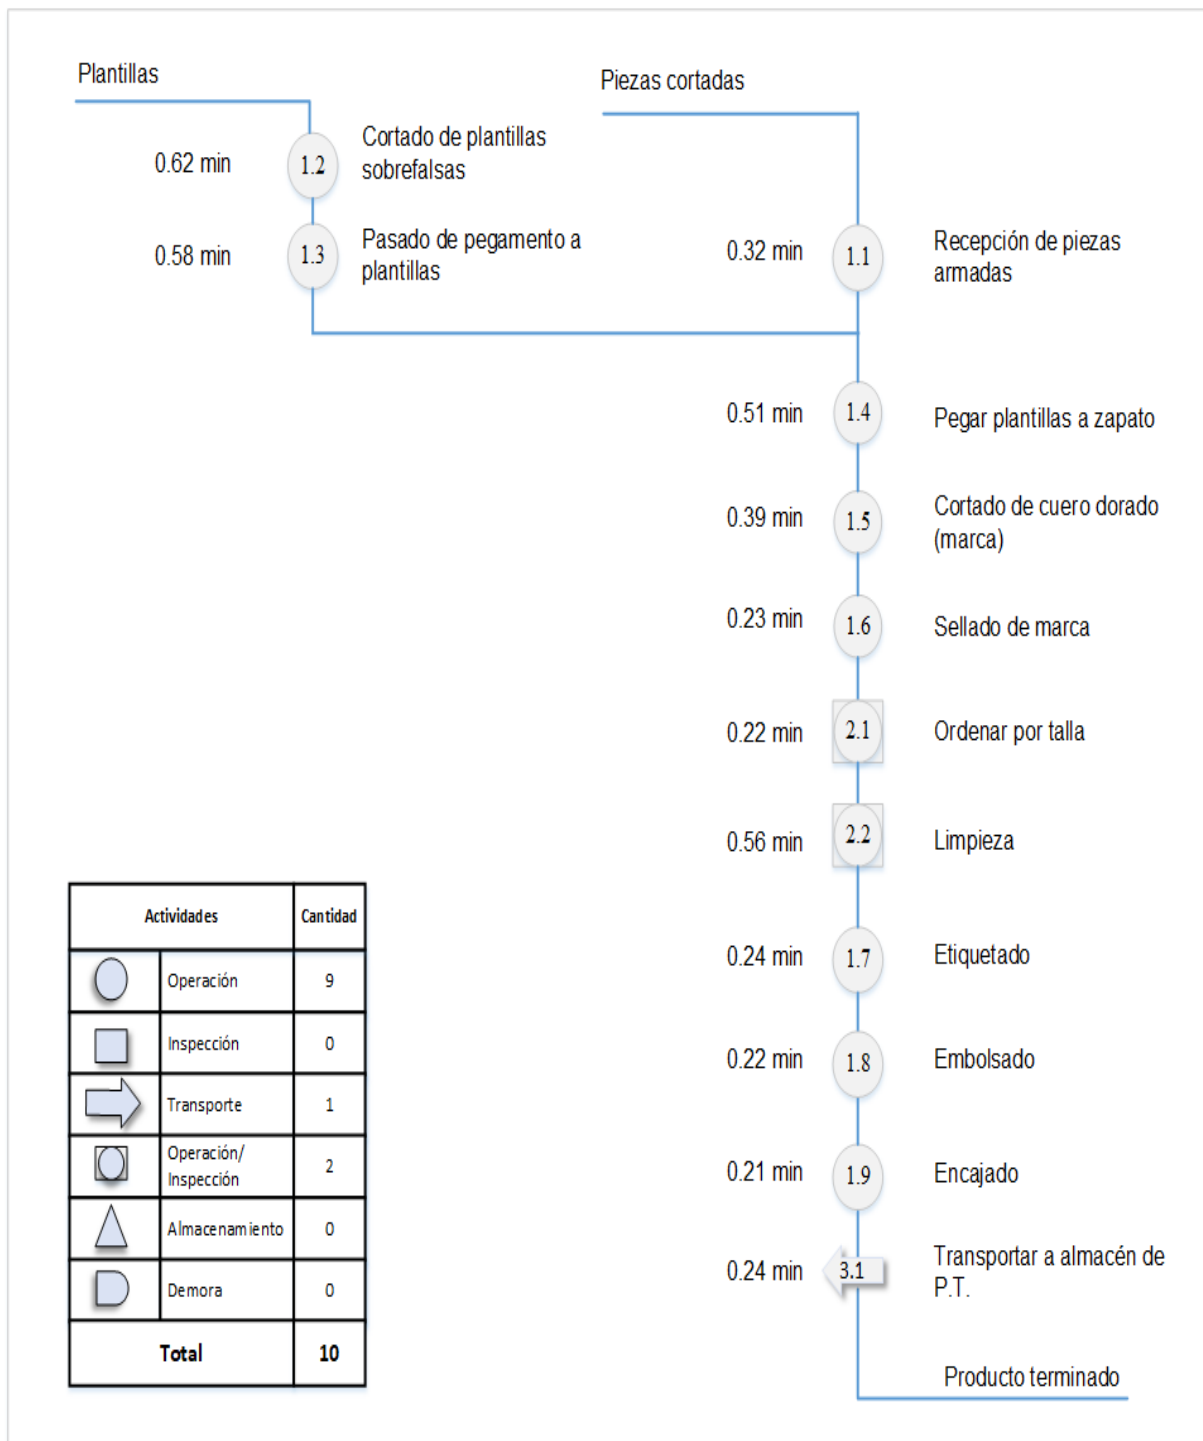 Plantillas
Piezas cortadas
0.62 min
1.2
Cortado de plantillas
sobrefalsas
0.58 min
1.3
Pasado de pegamento a
plantillas
0.32 min
1.1
Recepción de piezas
armadas
0.51 min
1.4
Pegar plantillas a zapato
0.39 min
1.5
Cortado de cuero dorado
(marca)
0.23 min
1.6
Sellado de marca
0.22 min
2.1
Ordenar por talla
0.56 min
2.2
Limpieza
0.24 min
1.7
Etiquetado
0.22 min
1.8
Embolsado
0.21 min
1.9
Encajado
0.24 min
3.1
Transportar a almacén de
P.T.
Producto terminado
Actividades Cantidad
Operación 9
Inspección 0
Transporte 1
Operación/
Inspección 2
Almacenamiento 0
Demora 0
Total 10